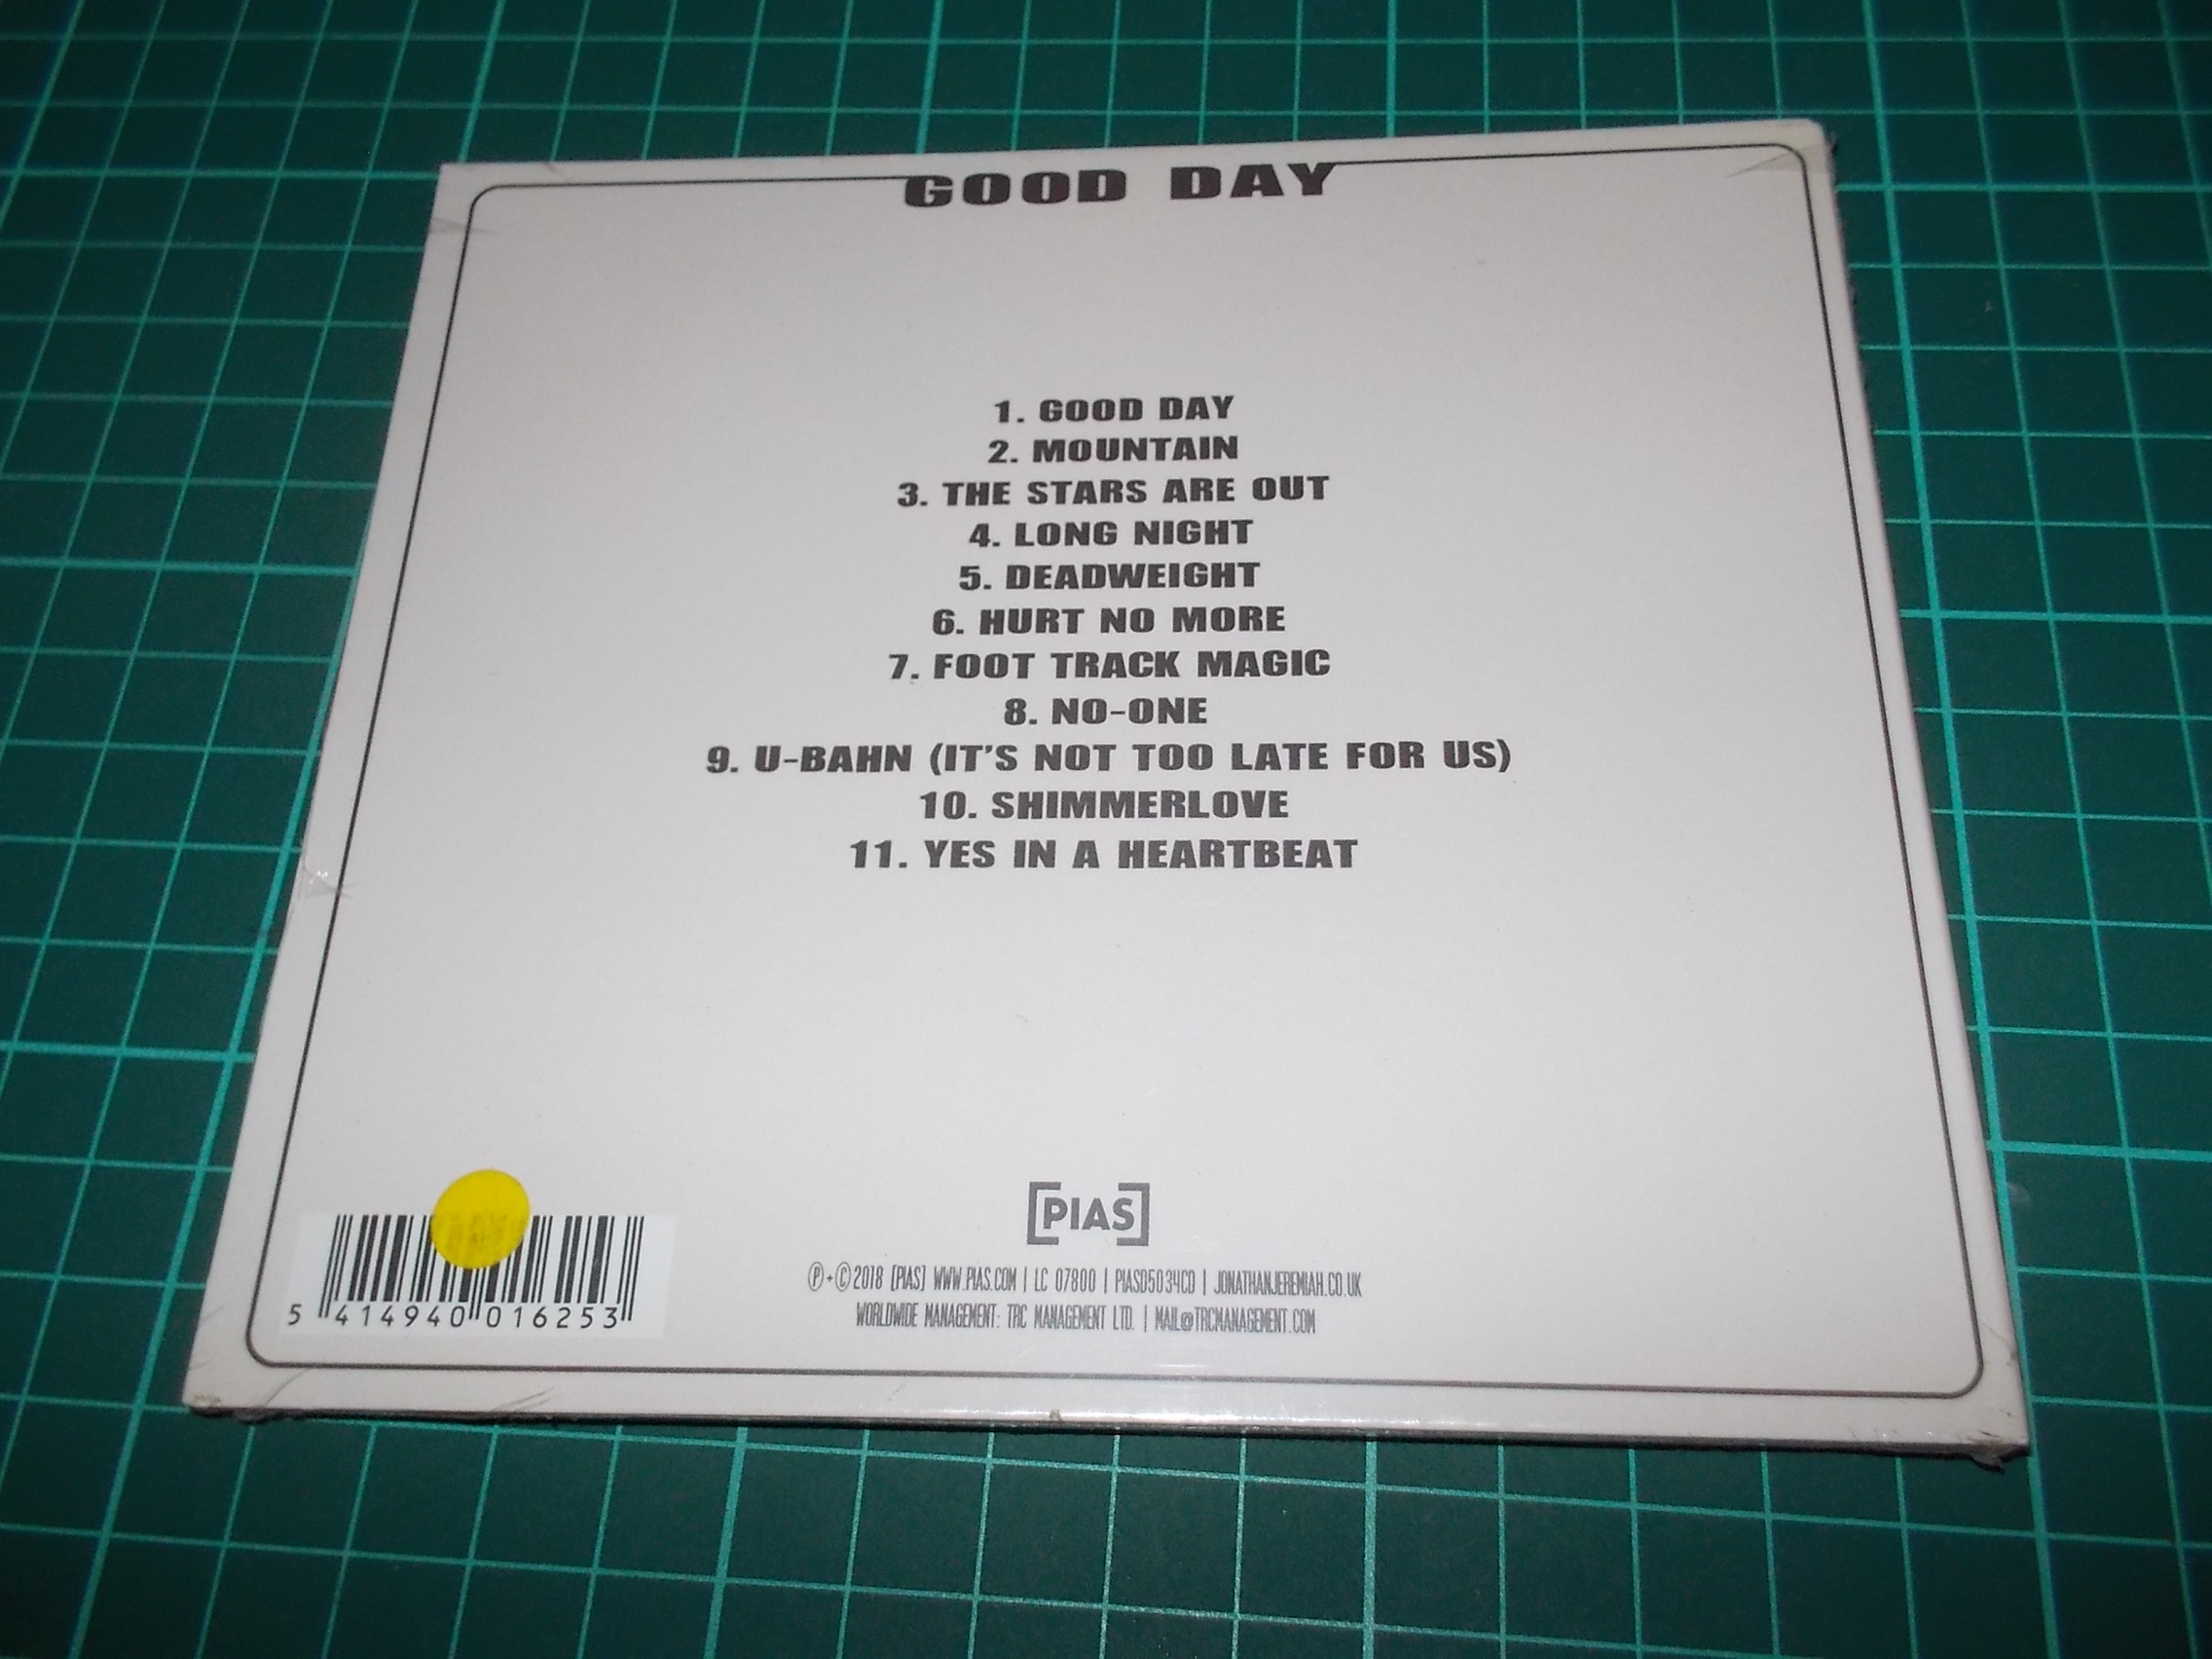 GOOD DAY
1. GOOD DAY
2. MOUNTAIN
3. THE STARS ARE OUT
4. LONG NIGHT
5. DEADWEIGHT
6. HURT NO MORE
7. FOOT TRACK MAGIC
8. NO-ONE
9. U-BAHN (IT'S NOT TOO LATE FOR US)
10. SHIMMERLOVE
11. YES IN A HEARTBEAT
[PIAS]
℗+©2018 [PIAS] WWW.PIAS.COM | LC 07800 | PIASD5034CD | JONATHANJEREMIAH.CO.UK
WORLDWIDE MANAGEMENT: TRC MANAGEMENT LTD. | MAIL@TRCMANAGEMENT.COM
5 414940 016253